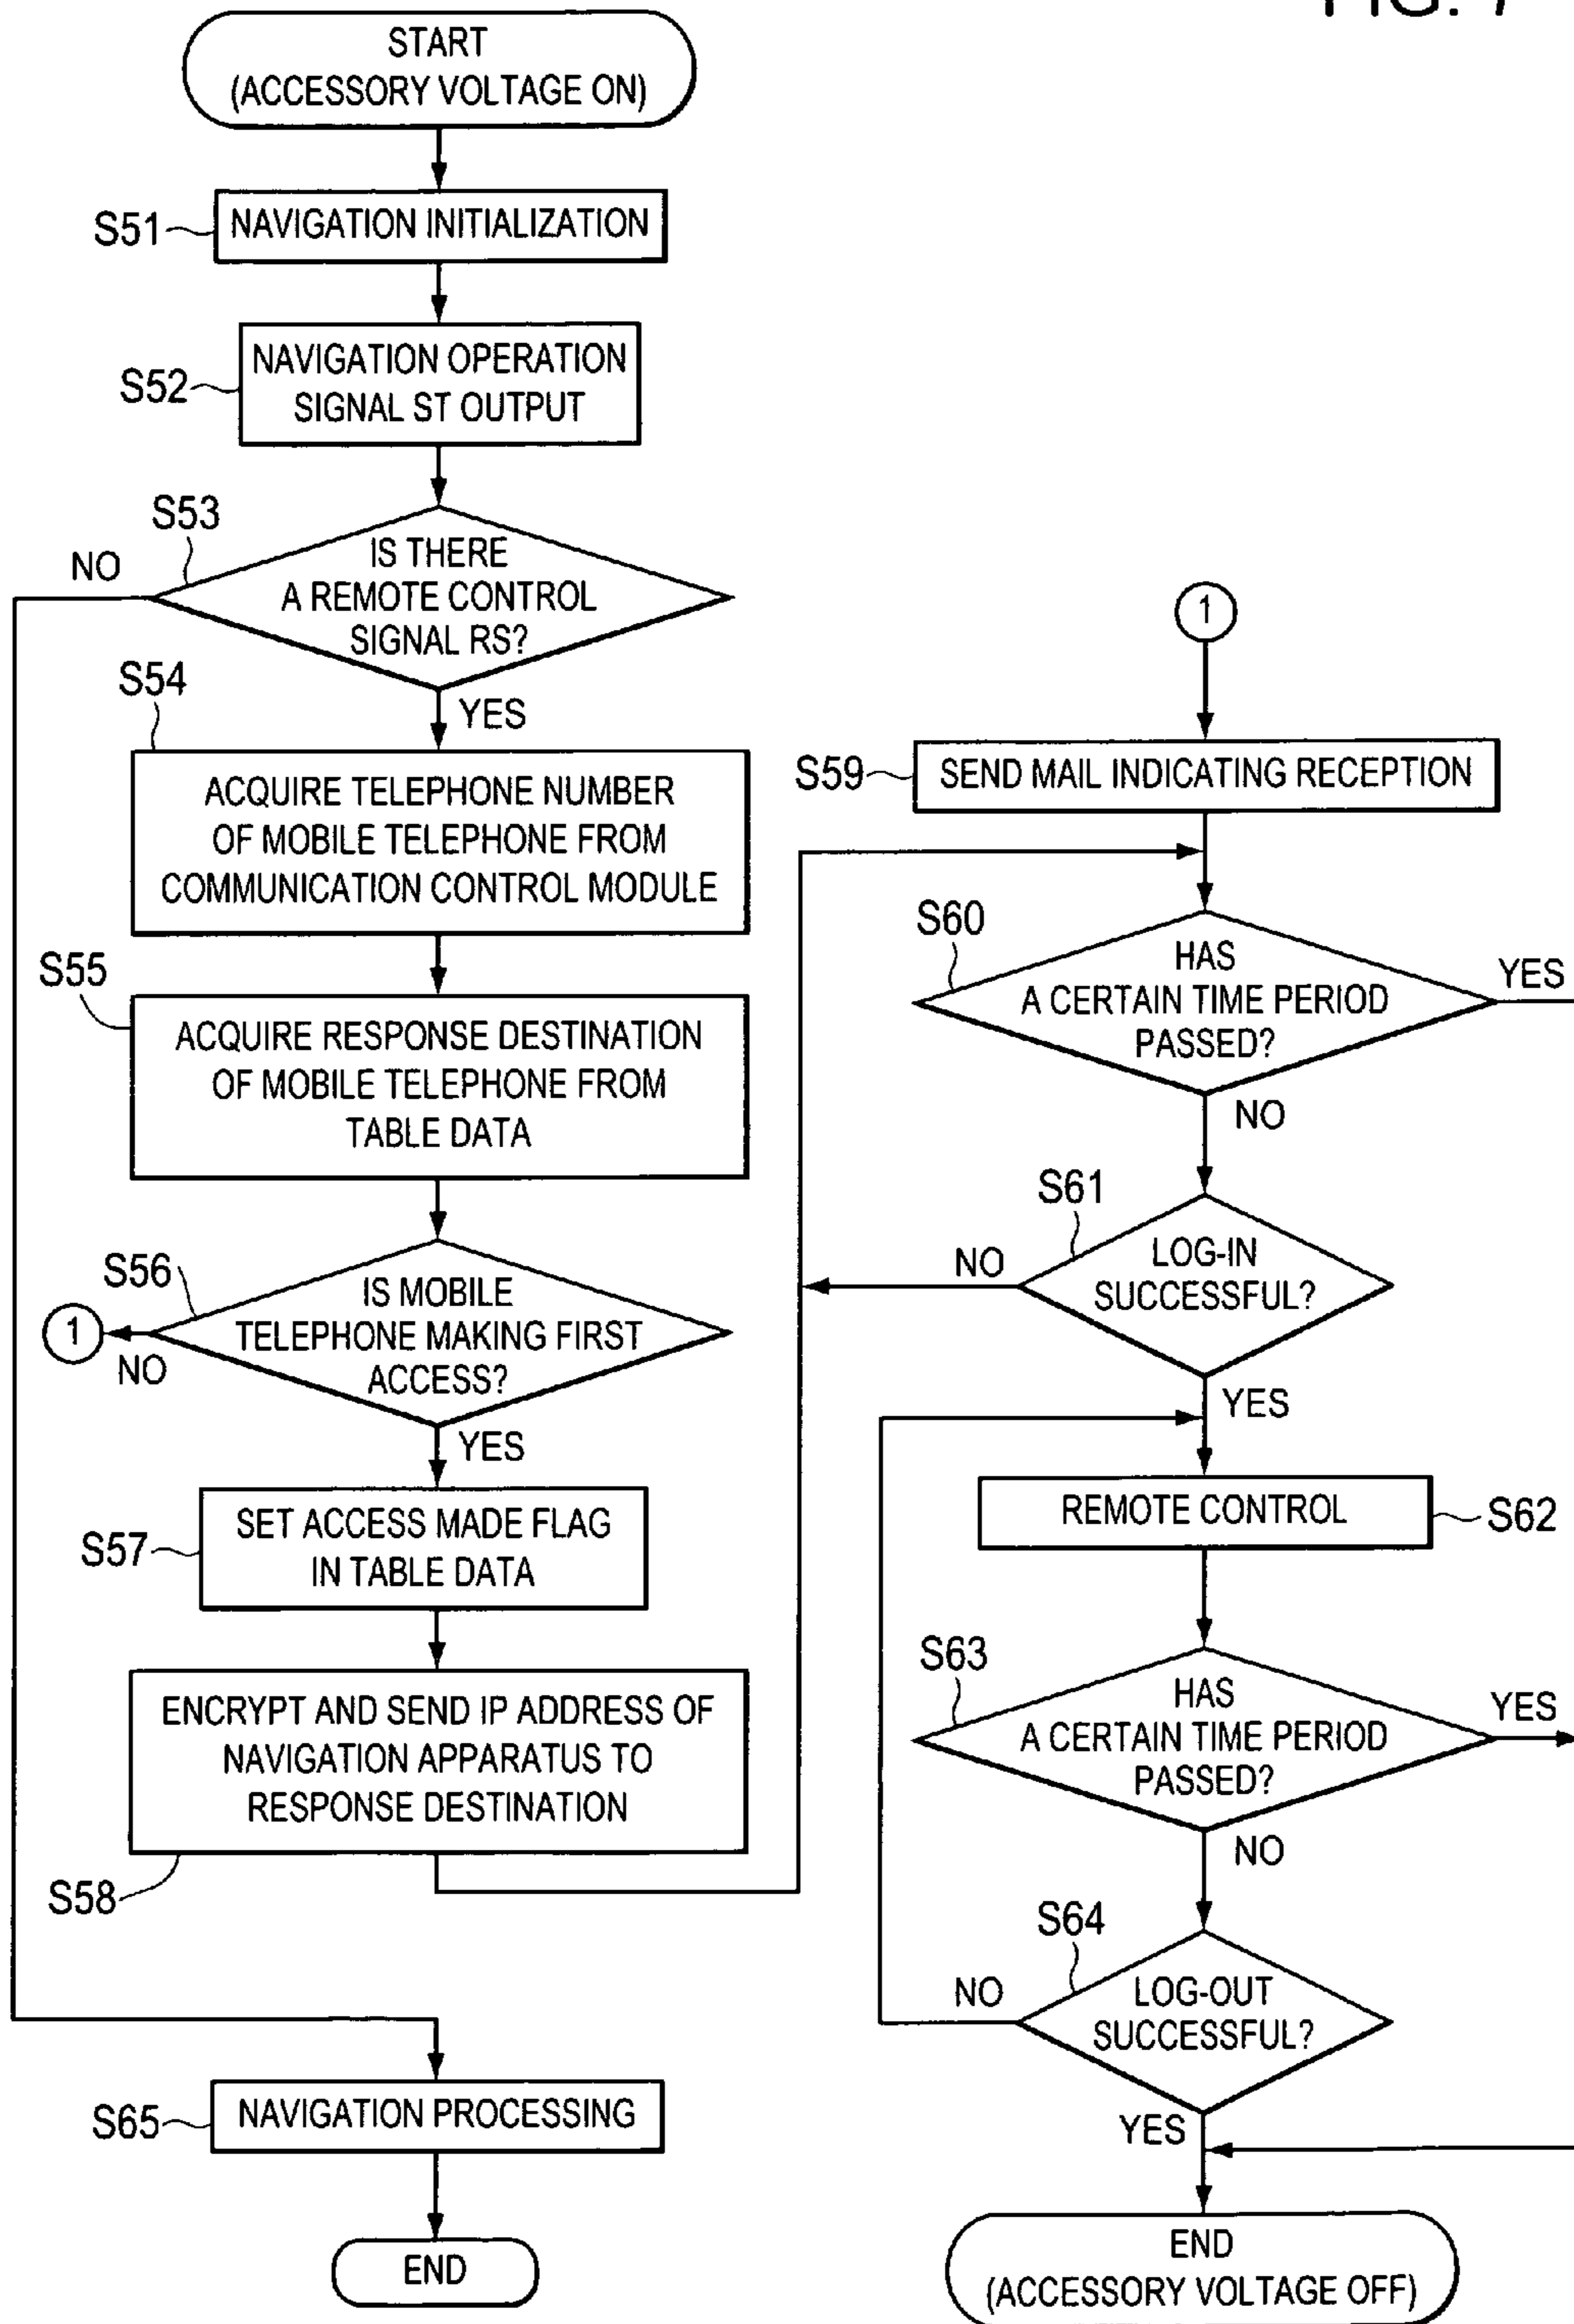 FIG. 7
START
(ACCESSORY VOLTAGE ON)
S51
NAVIGATION INITIALIZATION
S52
NAVIGATION OPERATION
SIGNAL ST OUTPUT
S53
NO
IS THERE
A REMOTE CONTROL
SIGNAL RS?
YES
S54
ACQUIRE TELEPHONE NUMBER
OF MOBILE TELEPHONE FROM
COMMUNICATION CONTROL MODULE
S55
ACQUIRE RESPONSE DESTINATION
OF MOBILE TELEPHONE FROM
TABLE DATA
S56
IS MOBILE
TELEPHONE MAKING FIRST
ACCESS?
1
NO
YES
S57
SET ACCESS MADE FLAG
IN TABLE DATA
ENCRYPT AND SEND IP ADDRESS OF
NAVIGATION APPARATUS TO
RESPONSE DESTINATION
S58
S65
NAVIGATION PROCESSING
END
1
S59
SEND MAIL INDICATING RECEPTION
S60
HAS
A CERTAIN TIME PERIOD
PASSED?
YES
NO
S61
LOG-IN
SUCCESSFUL?
NO
YES
REMOTE CONTROL
S62
S63
HAS
A CERTAIN TIME PERIOD
PASSED?
YES
NO
S64
LOG-OUT
SUCCESSFUL?
NO
YES
END
(ACCESSORY VOLTAGE OFF)